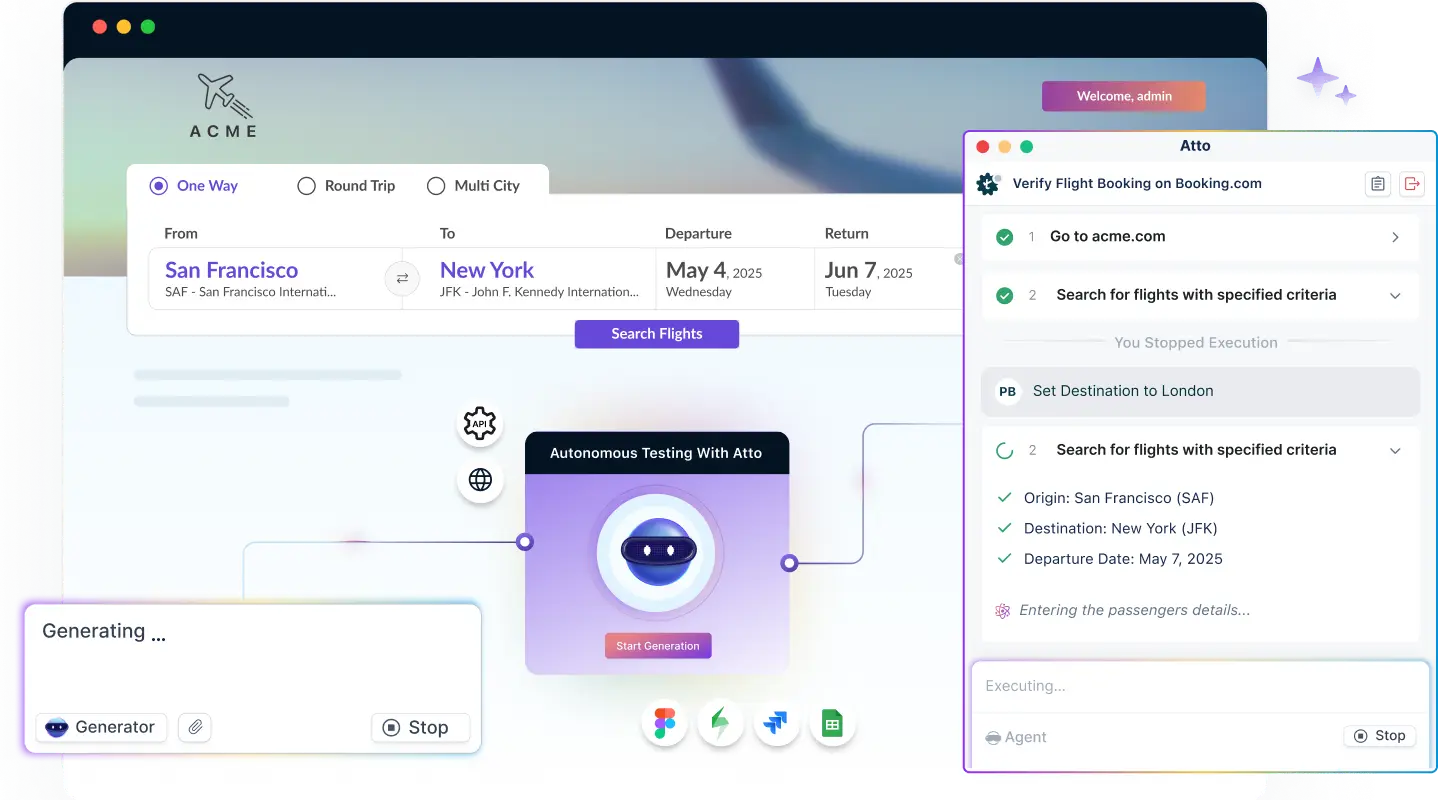 ACME
Welcome, admin
One Way
Round Trip
Multi City
From
To
Departure
Return
San Francisco
New York
May 4, 2025
Jun 7, 2025
SAF - San Francisco Internati...
JFK - John F. Kennedy Internation...
Wednesday
Tuesday
Search Flights
API
Autonomous Testing With Atto
Start Generation
Generating ...
Generator
Stop
Atto
Verify Flight Booking on Booking.com
1 Go to acme.com
2 Search for flights with specified criteria
You Stopped Execution
PB Set Destination to London
2 Search for flights with specified criteria
Origin: San Francisco (SAF)
Destination: New York (JFK)
Departure Date: May 7, 2025
Entering the passengers details...
Executing...
Agent
Stop